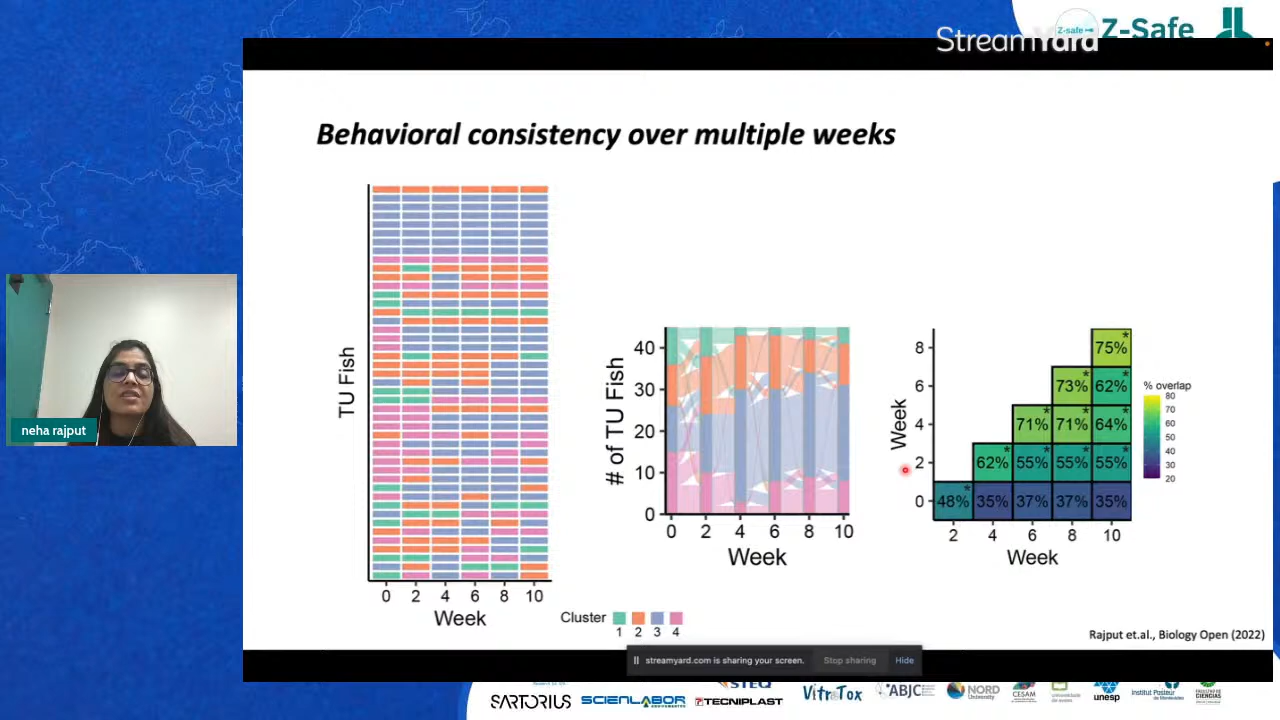 Z-safe
Z-Safe
StreamYard
Behavioral consistency over multiple weeks
TU Fish
0 2 4 6 8 10
Week
# of TU Fish
40
30
20
10
0
0 2 4 6 8 10
Week
Week
8
6
4
2
0
75%*
73%* 62%*
71%* 71%* 64%*
62%* 55%* 55%* 55%*
48%* 35% 37% 37% 35%
2 4 6 8 10
Week
% overlap
80
70
60
50
40
30
20
Cluster
1 2 3 4
neha rajput
Rajput et.al., Biology Open (2022)
streamyard.com is sharing your screen. Stop sharing Hide
SARTORIUS SCIENLABOR TECNIPLAST VitroTox ABJC NORD University CESAM unesp Institut Pasteur